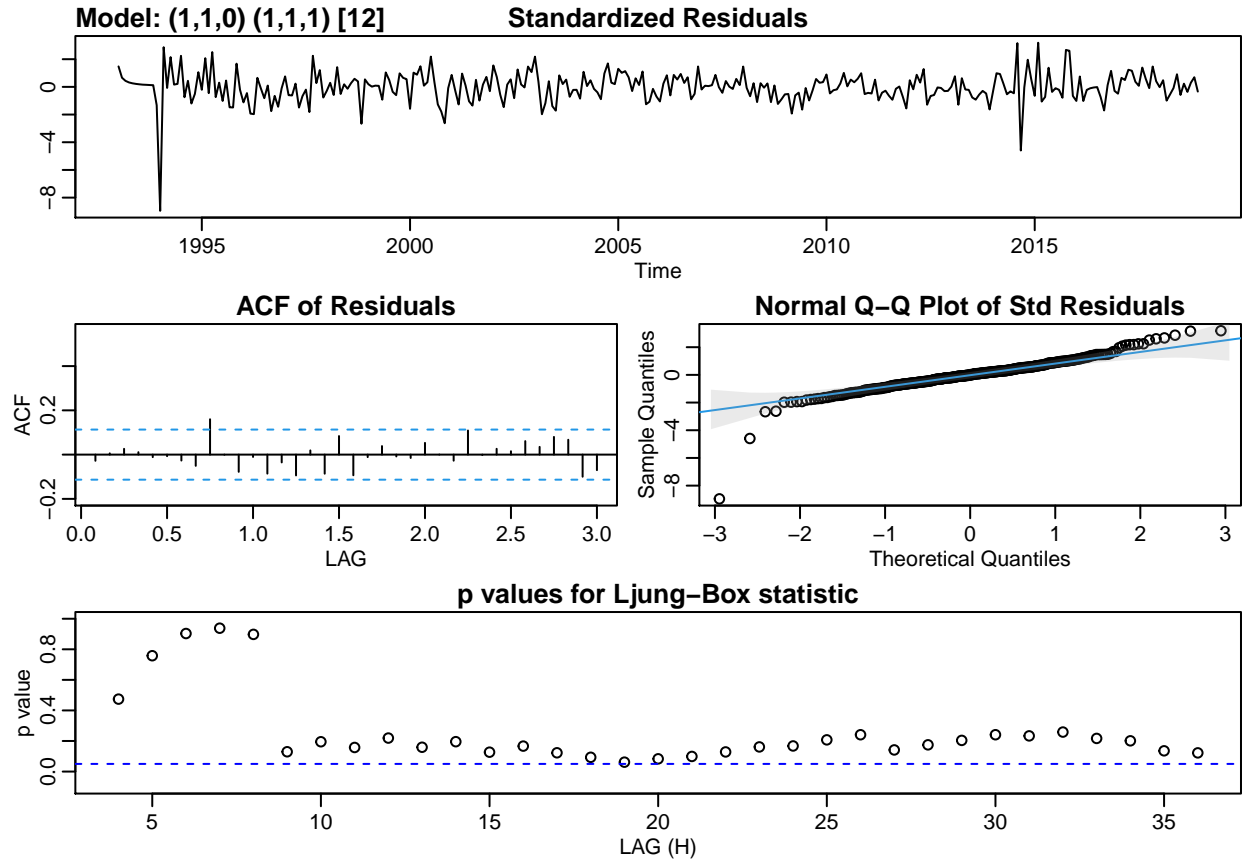 Model: (1,1,0) (1,1,1) [12] Standardized Residuals
0
−4
−8
1995 2000 2005 2010 2015
Time
ACF of Residuals
ACF
0.2
−0.2
0.0 0.5 1.0 1.5 2.0 2.5 3.0
LAG
Normal Q−Q Plot of Std Residuals
Sample Quantiles
0
−4
−8
−3 −2 −1 0 1 2 3
Theoretical Quantiles
p values for Ljung−Box statistic
p value
0.8
0.4
0.0
5 10 15 20 25 30 35
LAG (H)